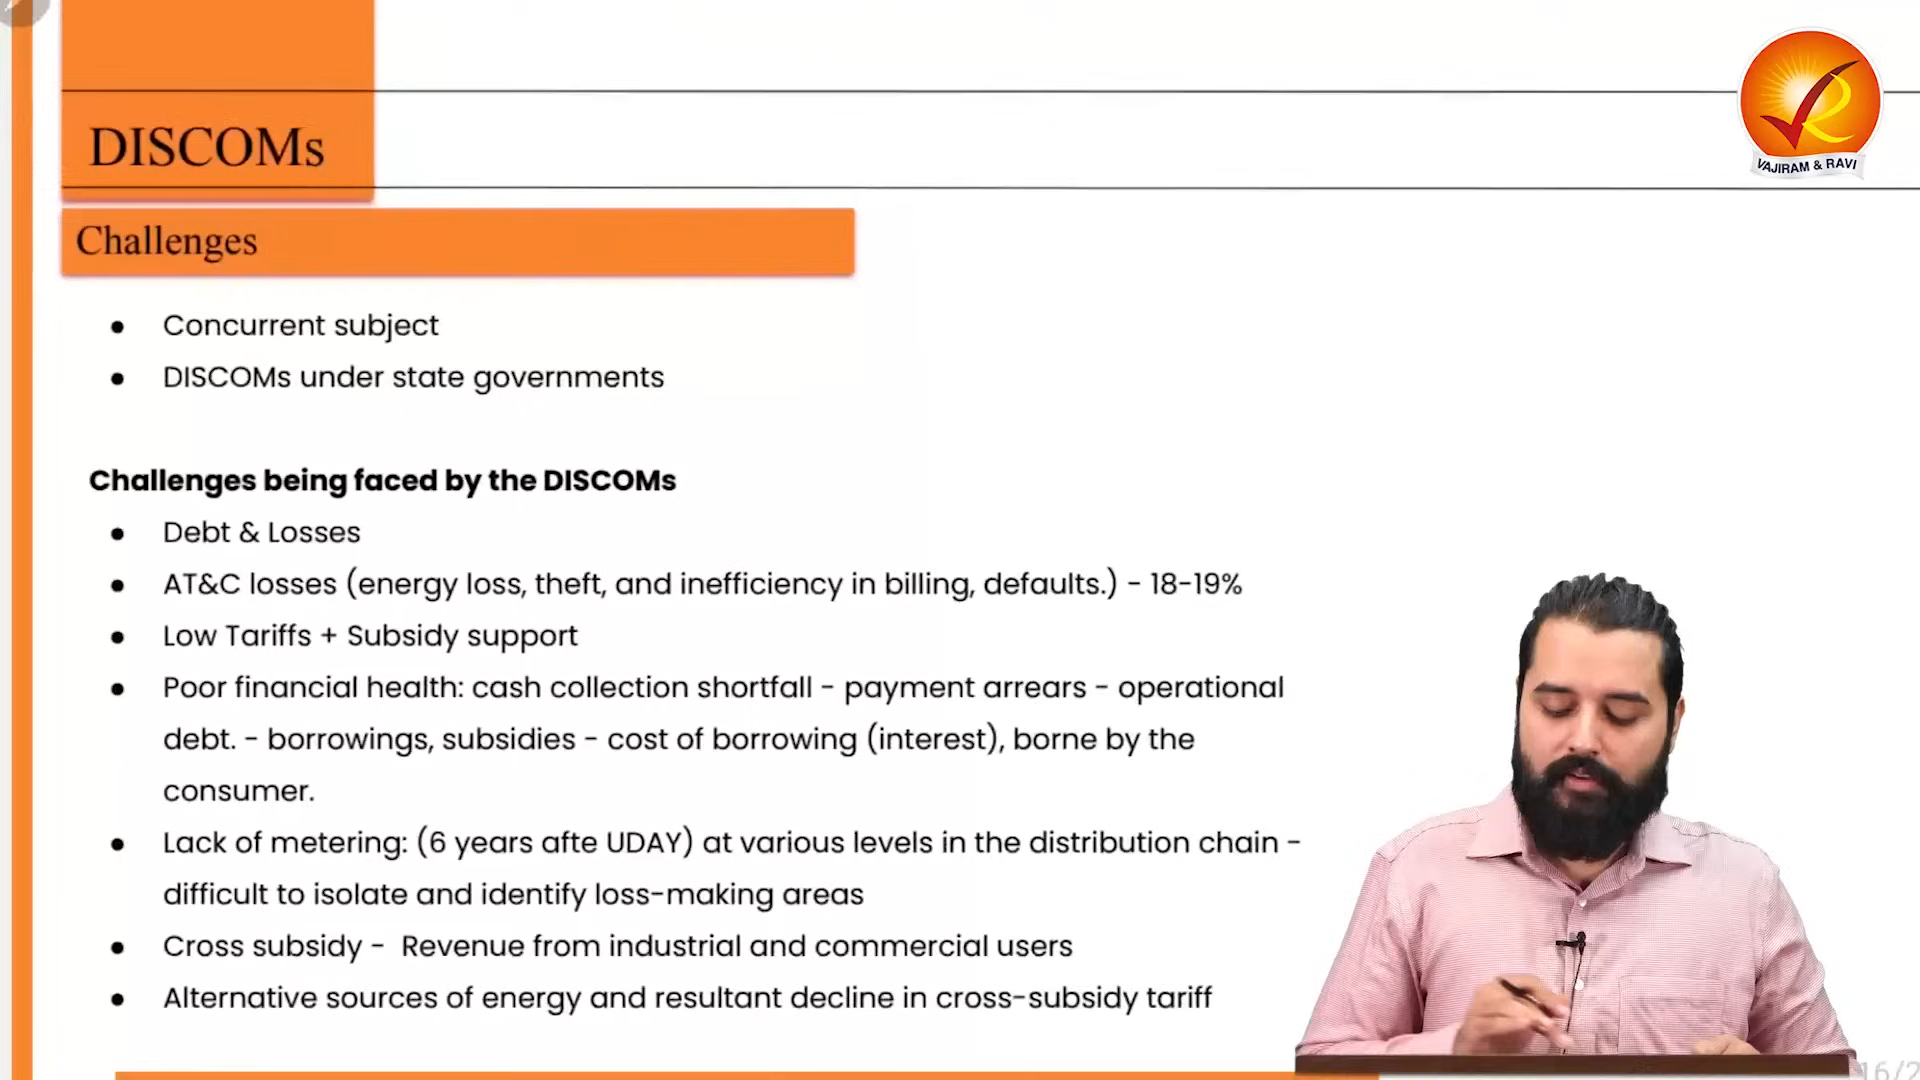 DISCOMs
VAJIRAM & RAVI
Challenges
● Concurrent subject
● DISCOMs under state governments
Challenges being faced by the DISCOMs
● Debt & Losses
● AT&C losses (energy loss, theft, and inefficiency in billing, defaults.) - 18-19%
● Low Tariffs + Subsidy support
● Poor financial health: cash collection shortfall - payment arrears - operational
debt. - borrowings, subsidies - cost of borrowing (interest), borne by the
consumer.
● Lack of metering: (6 years afte UDAY) at various levels in the distribution chain -
difficult to isolate and identify loss-making areas
● Cross subsidy - Revenue from industrial and commercial users
● Alternative sources of energy and resultant decline in cross-subsidy tariff